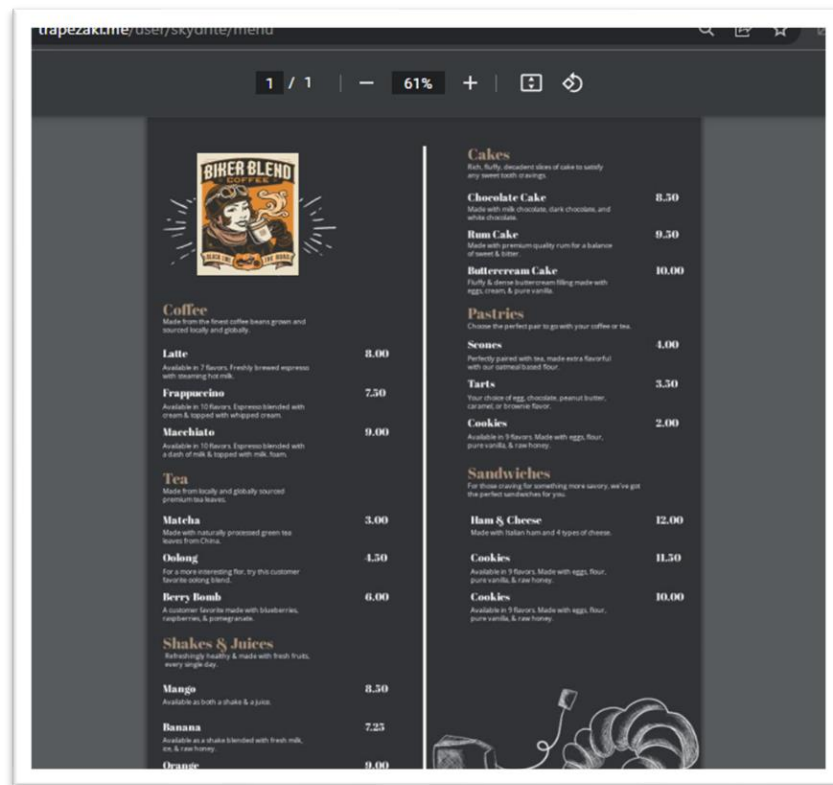 trapezaki.me/user/skydrite/menu
1 / 1 | — 61% + |
BIKER BLEND
COFFEE
Coffee
Made from the finest coffee beans grown and
sourced locally and globally.
Latte 8.00
Available in 7 flavors. Freshly brewed espresso
with steaming hot milk.
Frappuccino 7.50
Available in 10 flavors. Espresso blended with
cream & topped with whipped cream.
Macchiato 9.00
Available in 10 flavors. Espresso blended with
a dash of milk & topped with milk foam.
Tea
Made from locally and globally sourced
premium tea leaves.
Matcha 3.00
Made with naturally processed green tea
leaves from China.
Oolong 4.50
For a more interesting flor, try this customer
favorite oolong blend.
Berry Bomb 6.00
A customer favorite made with blueberries,
raspberries, & pomegranate.
Shakes & Juices
Refreshingly healthy & made with fresh fruits,
every single day.
Mango 8.50
Available as both a shake & a juice.
Banana 7.25
Available as a shake blended with fresh milk,
ice, & raw honey.
Orange 9.00
Cakes
Rich, fluffy, decadent slices of cake to satisfy
any sweet tooth cravings.
Chocolate Cake 8.50
Made with milk chocolate, dark chocolate, and
white chocolate.
Rum Cake 9.50
Made with premium quality rum for a balance
of sweet & bitter.
Buttercream Cake 10.00
Fluffy & dense buttercream filling made with
eggs, cream, & pure vanilla.
Pastries
Choose the perfect pair to go with your coffee or tea.
Scones 4.00
Perfectly paired with tea, made extra flavorful
with our oatmeal based flour.
Tarts 3.50
Your choice of egg, chocolate, peanut butter,
caramel, or brownie flavor.
Cookies 2.00
Available in 9 flavors. Made with eggs, flour,
pure vanilla, & raw honey.
Sandwiches
For those craving for something more savory, we've got
the perfect sandwiches for you.
Ham & Cheese 12.00
Made with Italian ham and 4 types of cheese.
Cookies 11.50
Available in 9 flavors. Made with eggs, flour,
pure vanilla, & raw honey.
Cookies 10.00
Available in 9 flavors. Made with eggs, flour,
pure vanilla, & raw honey.